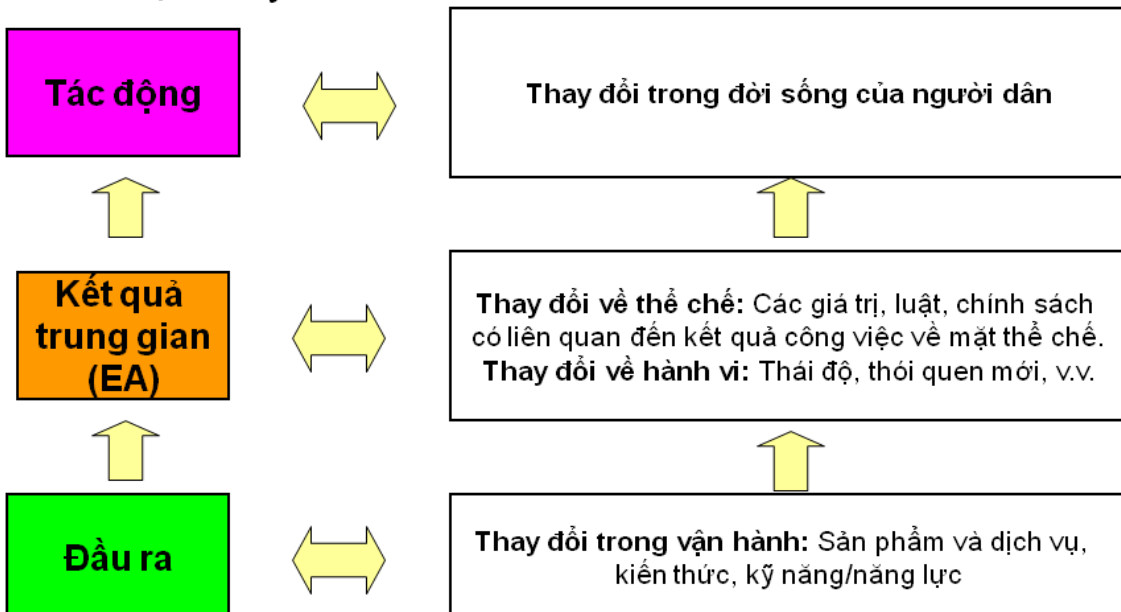 Tác động
Thay đổi trong đời sống của người dân
Kết quả
trung gian
(EA)
Thay đổi về thể chế: Các giá trị, luật, chính sách
có liên quan đến kết quả công việc về mặt thể chế.
Thay đổi về hành vi: Thái độ, thói quen mới, v.v.
Đầu ra
Thay đổi trong vận hành: Sản phẩm và dịch vụ,
kiến thức, kỹ năng/năng lực